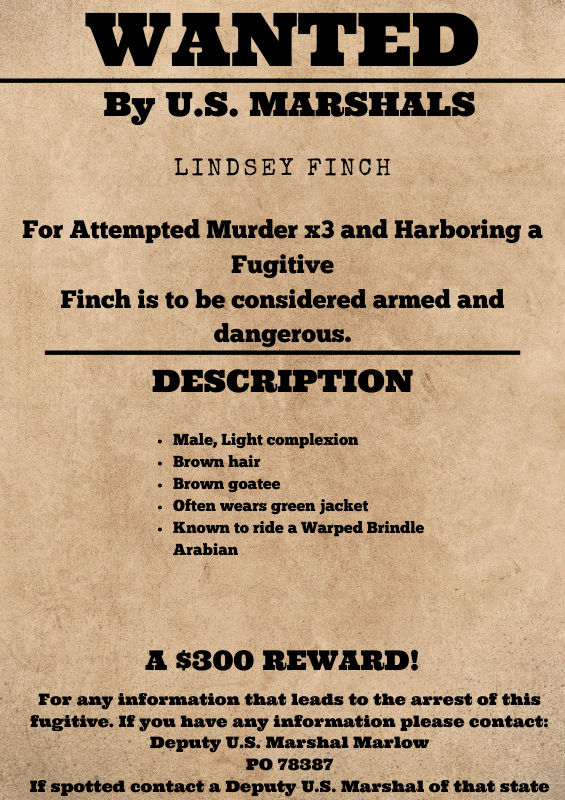 WANTED
By U.S. MARSHALS
LINDSEY FINCH
For Attempted Murder x3 and Harboring a
Fugitive
Finch is to be considered armed and
dangerous.
DESCRIPTION
• Male, Light complexion
• Brown hair
• Brown goatee
• Often wears green jacket
• Known to ride a Warped Brindle
Arabian
A $300 REWARD!
For any information that leads to the arrest of this
fugitive. If you have any information please contact:
Deputy U.S. Marshal Marlow
PO 78387
If spotted contact a Deputy U.S. Marshal of that state